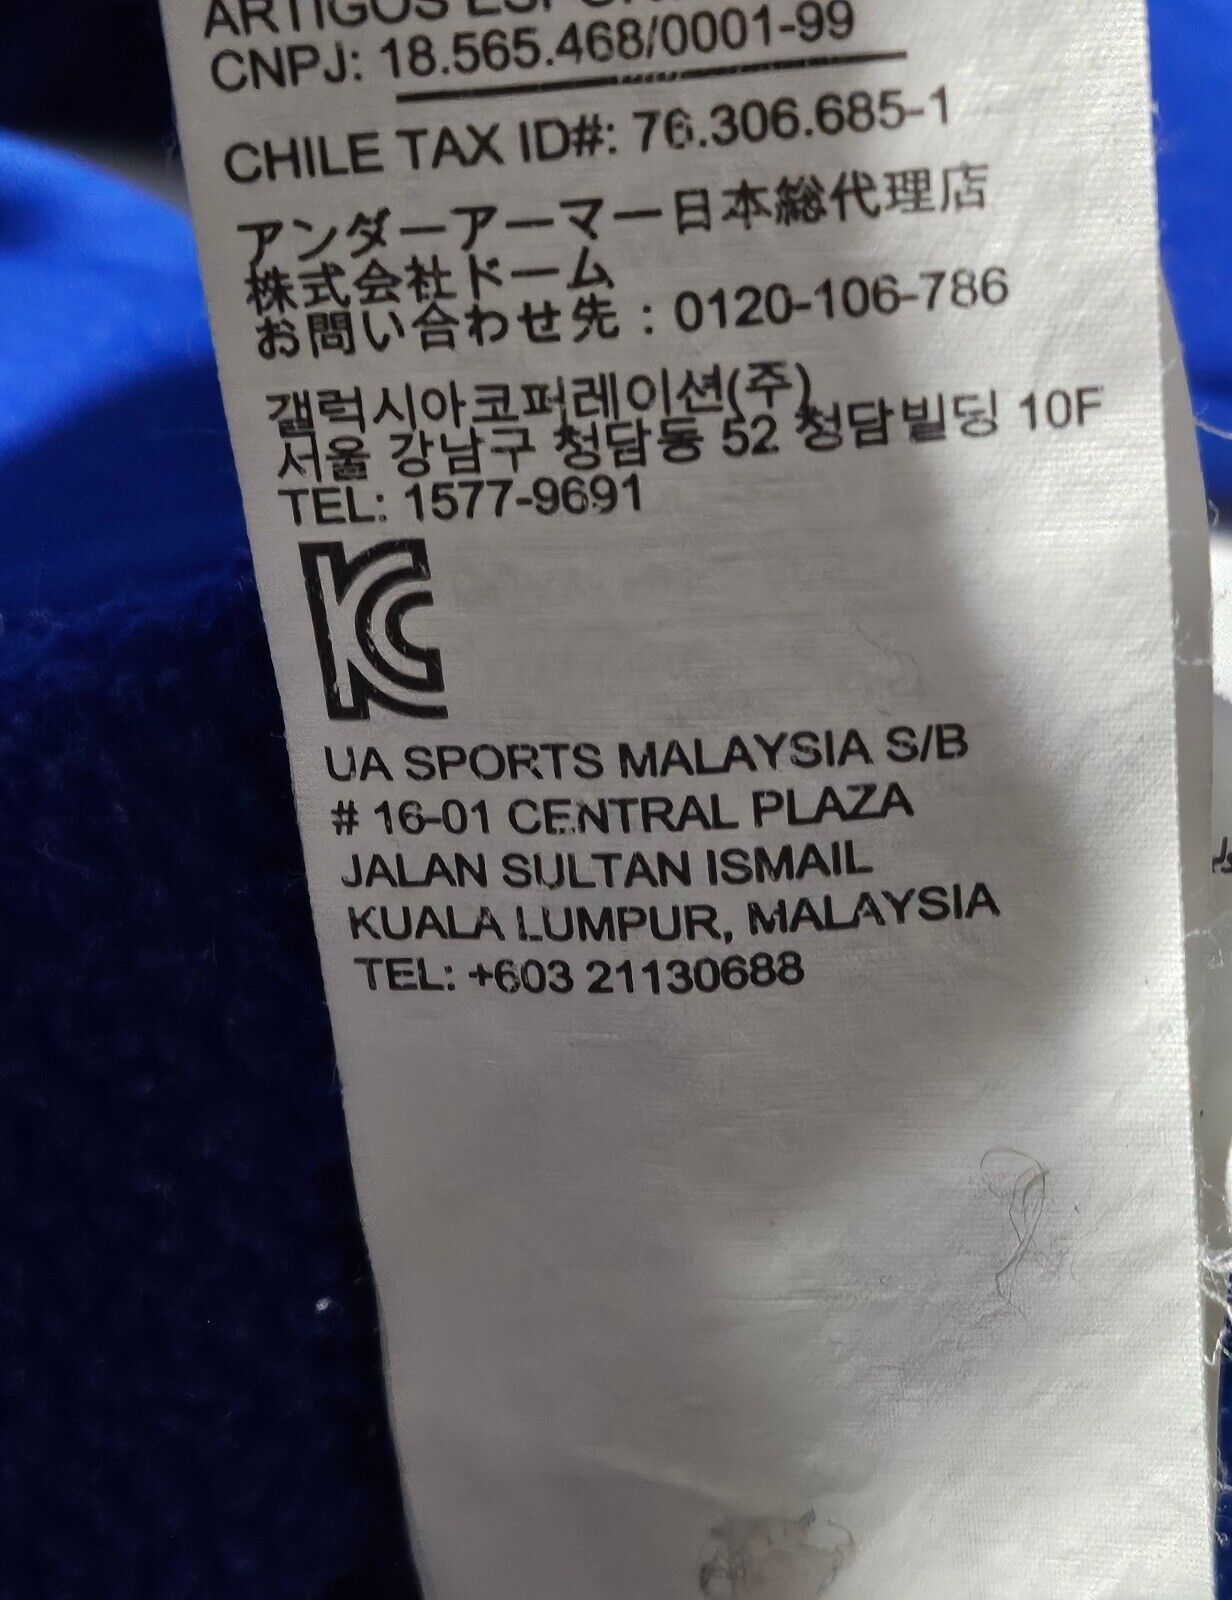 ARTIGOS
CNPJ: 18.565.468/0001-99
CHILE TAX ID#: 76.306.685-1
アンダーアーマー日本総代理店
株式会社ドーム
お問い合わせ先：0120-106-786
갤럭시아코퍼레이션(주)
서울 강남구 청담동 52 청담빌딩 10F
TEL: 1577-9691
KC
UA SPORTS MALAYSIA S/B
# 16-01 CENTRAL PLAZA
JALAN SULTAN ISMAIL
KUALA LUMPUR, MALAYSIA
TEL: +603 21130688